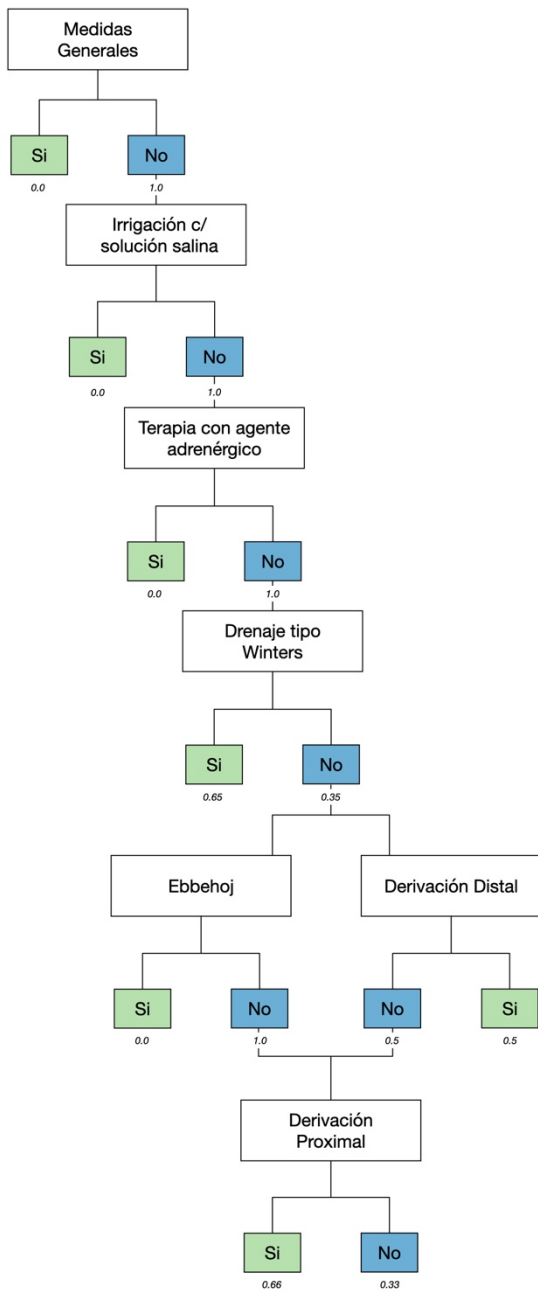 Medidas
Generales
Si
No
0.0
1.0
Irrigación c/
solución salina
Si
No
0.0
1.0
Terapia con agente
adrenérgico
Si
No
0.0
1.0
Drenaje tipo
Winters
Si
No
0.65
0.35
Ebbehoj
Derivación Distal
Si
No
No
Si
0.0
1.0
0.5
0.5
Derivación
Proximal
Si
No
0.66
0.33